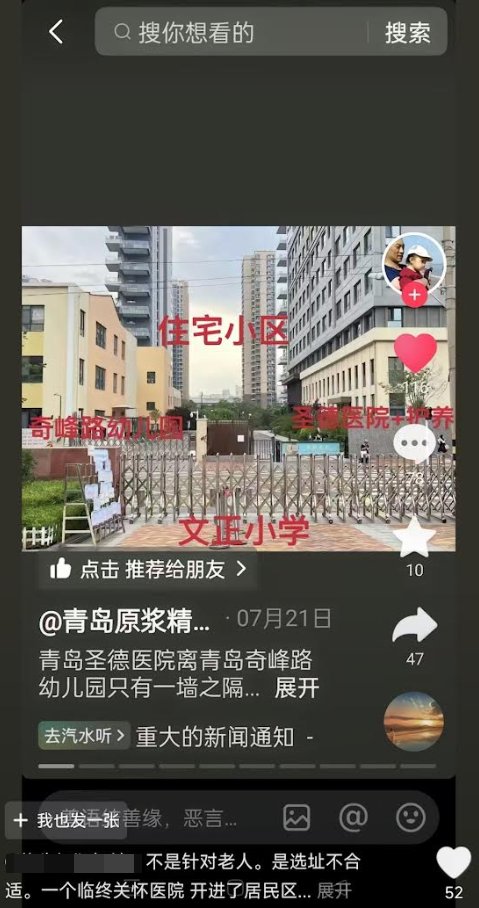 搜你想看的
搜索
住宅小区
奇峰路幼儿园
圣德医院+护养
116
文正小学
点击 推荐给朋友
10
@青岛原浆精...
· 07月21日
47
青岛圣德医院离青岛奇峰路
幼儿园只有一墙之隔... 展开
去汽水听
重大的新闻通知 -
善语结善缘，恶言...
+ 我也发一张
不是针对老人。是选址不合
适。一个临终关怀医院 开进了居民区... 展开
52